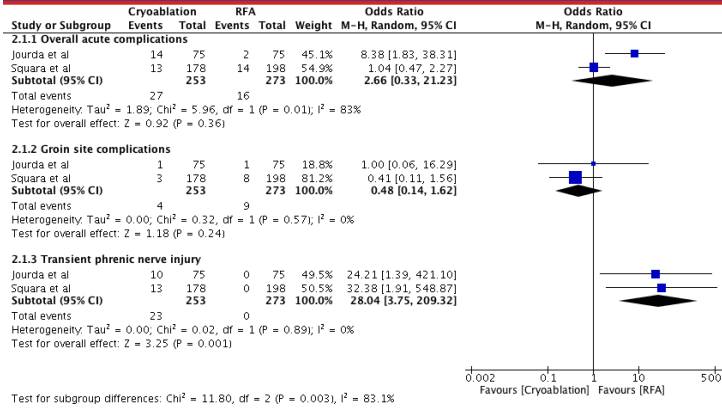 Cryoablation RFA Odds Ratio Odds Ratio
Study or Subgroup Events Total Events Total Weight M-H, Random, 95% CI M-H, Random, 95% CI
2.1.1 Overall acute complications
Jourda et al 14 75 2 75 45.1% 8.38 [1.83, 38.31]
Squara et al 13 178 14 198 54.9% 1.04 [0.47, 2.27]
Subtotal (95% CI) 253 273 100.0% 2.66 [0.33, 21.23]
Total events 27 16
Heterogeneity: Tau² = 1.89; Chi² = 5.96, df = 1 (P = 0.01); I² = 83%
Test for overall effect: Z = 0.92 (P = 0.36)
2.1.2 Groin site complications
Jourda et al 1 75 1 75 18.8% 1.00 [0.06, 16.29]
Squara et al 3 178 8 198 81.2% 0.41 [0.11, 1.56]
Subtotal (95% CI) 253 273 100.0% 0.48 [0.14, 1.62]
Total events 4 9
Heterogeneity: Tau² = 0.00; Chi² = 0.32, df = 1 (P = 0.57); I² = 0%
Test for overall effect: Z = 1.18 (P = 0.24)
2.1.3 Transient phrenic nerve injury
Jourda et al 10 75 0 75 49.5% 24.21 [1.39, 421.10]
Squara et al 13 178 0 198 50.5% 32.38 [1.91, 548.87]
Subtotal (95% CI) 253 273 100.0% 28.04 [3.75, 209.32]
Total events 23 0
Heterogeneity: Tau² = 0.00; Chi² = 0.02, df = 1 (P = 0.89); I² = 0%
Test for overall effect: Z = 3.25 (P = 0.001)
0.002 0.1 1 10 500
Favours [Cryoablation] Favours [RFA]
Test for subgroup differences: Chi² = 11.80, df = 2 (P = 0.003), I² = 83.1%